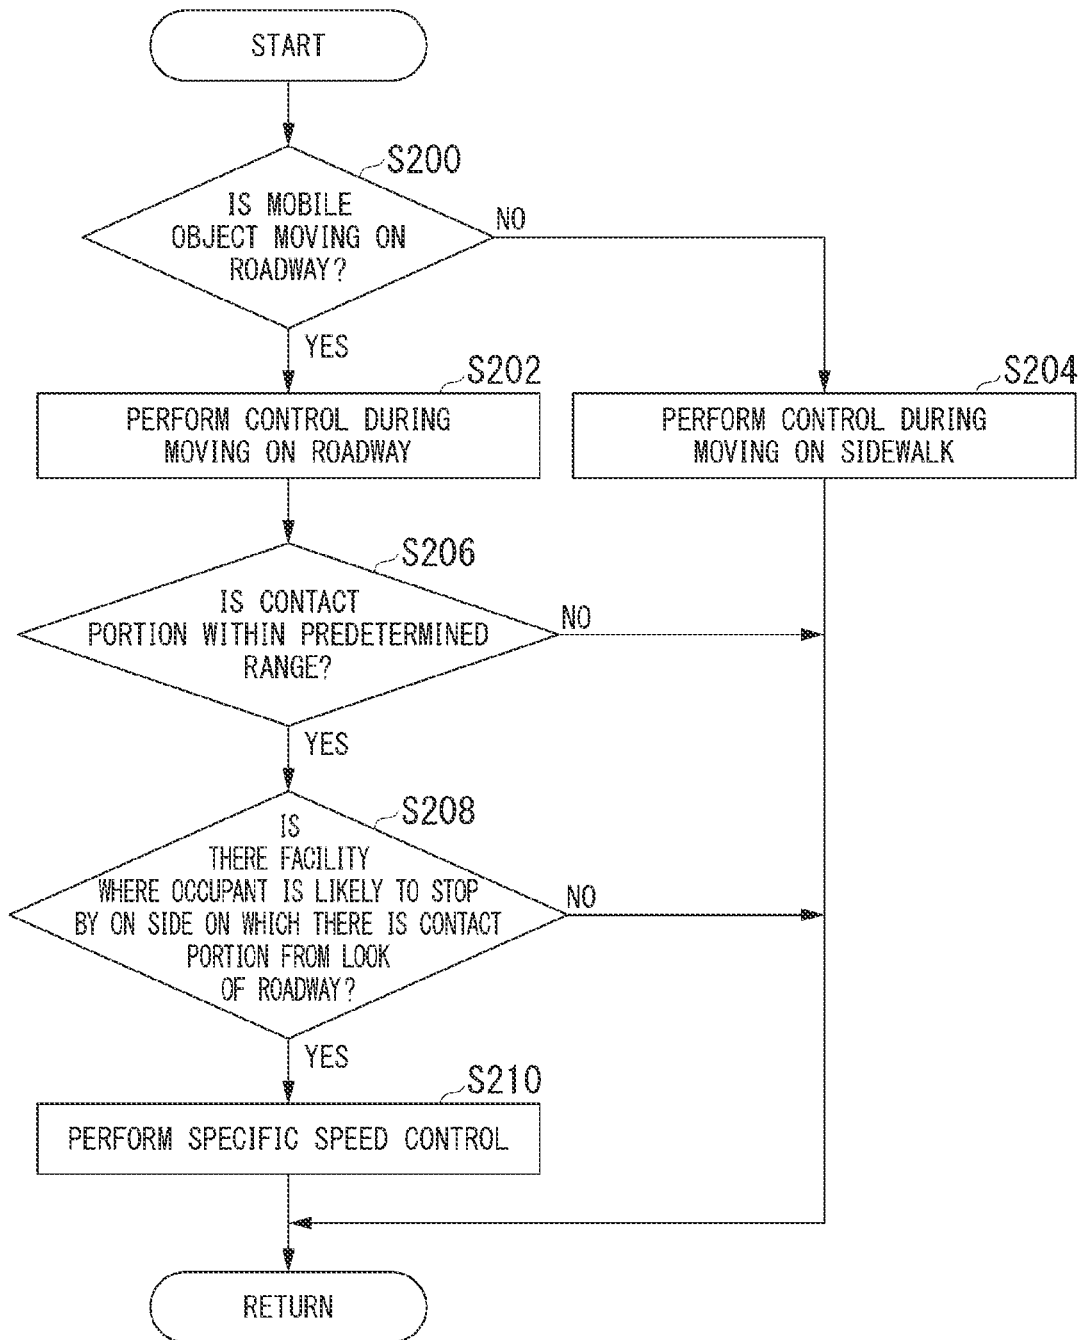 START
S200
IS MOBILE
OBJECT MOVING ON
ROADWAY?
NO
YES
S202
PERFORM CONTROL DURING
MOVING ON ROADWAY
S204
PERFORM CONTROL DURING
MOVING ON SIDEWALK
S206
IS CONTACT
PORTION WITHIN PREDETERMINED
RANGE?
NO
YES
S208
IS
THERE FACILITY
WHERE OCCUPANT IS LIKELY TO STOP
BY ON SIDE ON WHICH THERE IS CONTACT
PORTION FROM LOOK
OF ROADWAY?
NO
YES
S210
PERFORM SPECIFIC SPEED CONTROL
RETURN